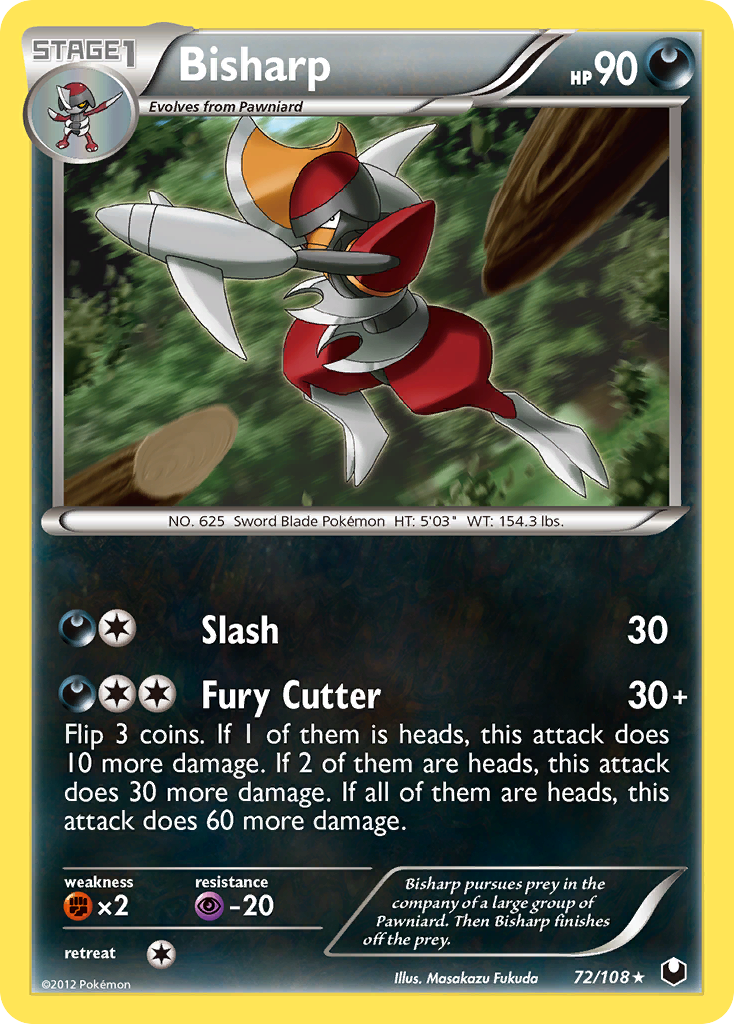 STAGE1
Bisharp
HP 90
Evolves from Pawniard
NO. 625 Sword Blade Pokémon HT: 5'03" WT: 154.3 lbs.
Slash 30
Fury Cutter 30+
Flip 3 coins. If 1 of them is heads, this attack does
10 more damage. If 2 of them are heads, this attack
does 30 more damage. If all of them are heads, this
attack does 60 more damage.
weakness
×2
resistance
-20
retreat
Bisharp pursues prey in the
company of a large group of
Pawniard. Then Bisharp finishes
off the prey.
©2012 Pokémon
Illus. Masakazu Fukuda
72/108 ★